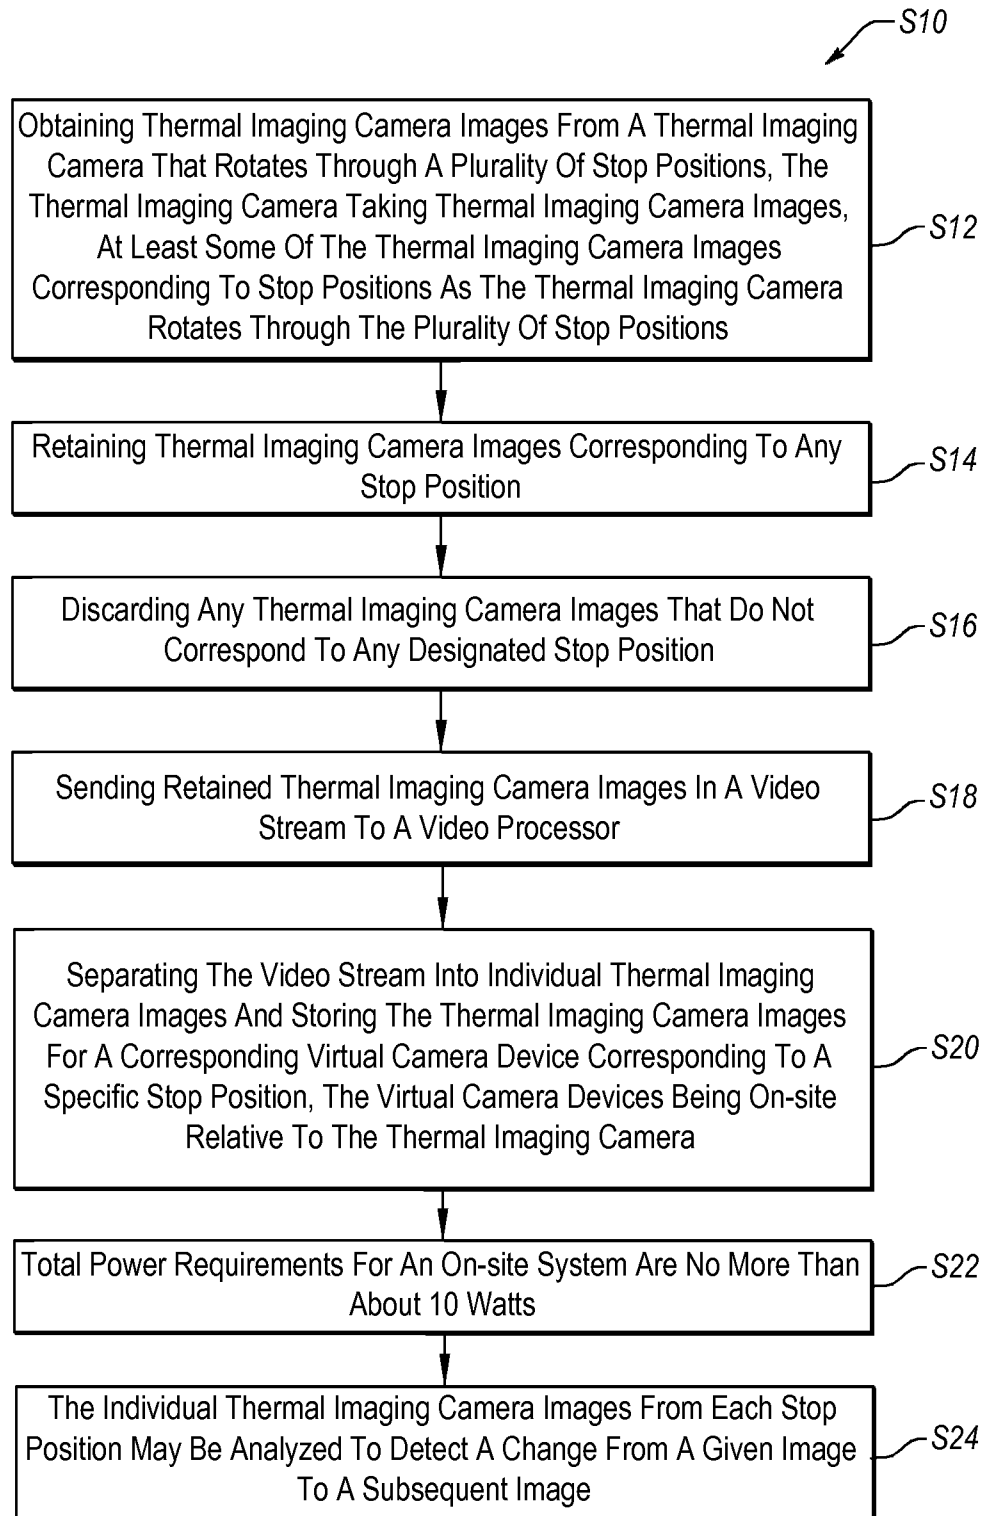 S10
Obtaining Thermal Imaging Camera Images From A Thermal Imaging
Camera That Rotates Through A Plurality Of Stop Positions, The
Thermal Imaging Camera Taking Thermal Imaging Camera Images,
At Least Some Of The Thermal Imaging Camera Images
Corresponding To Stop Positions As The Thermal Imaging Camera
Rotates Through The Plurality Of Stop Positions
S12
Retaining Thermal Imaging Camera Images Corresponding To Any
Stop Position
S14
Discarding Any Thermal Imaging Camera Images That Do Not
Correspond To Any Designated Stop Position
S16
Sending Retained Thermal Imaging Camera Images In A Video
Stream To A Video Processor
S18
Separating The Video Stream Into Individual Thermal Imaging
Camera Images And Storing The Thermal Imaging Camera Images
For A Corresponding Virtual Camera Device Corresponding To A
Specific Stop Position, The Virtual Camera Devices Being On-site
Relative To The Thermal Imaging Camera
S20
Total Power Requirements For An On-site System Are No More Than
About 10 Watts
S22
The Individual Thermal Imaging Camera Images From Each Stop
Position May Be Analyzed To Detect A Change From A Given Image
To A Subsequent Image
S24